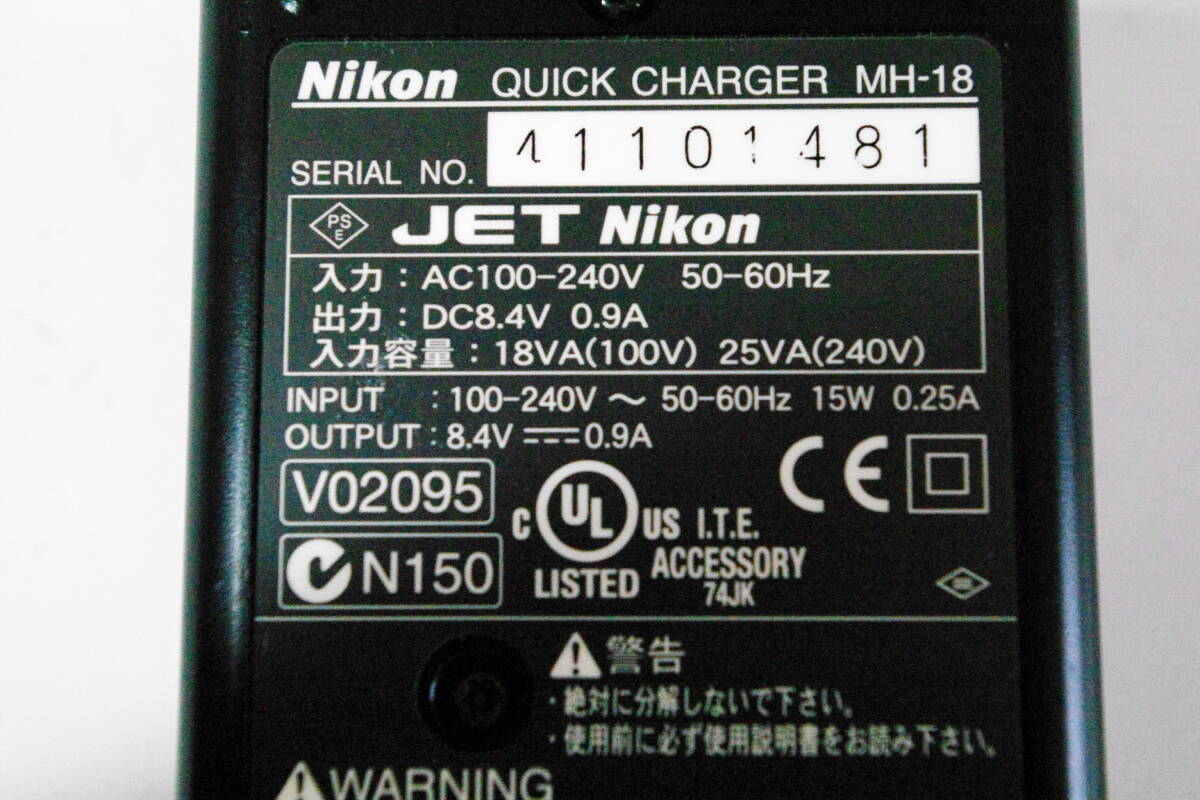 Nikon QUICK CHARGER MH-18
SERIAL NO. 41101481
PS E JET Nikon
入力：AC100-240V 50-60Hz
出力：DC8.4V 0.9A
入力容量：18VA(100V) 25VA(240V)
INPUT : 100-240V ～ 50-60Hz 15W 0.25A
OUTPUT : 8.4V ⎓ 0.9A
V02095
N150
C UL US LISTED
I.T.E.
ACCESSORY
74JK
CE
警告
・絶対に分解しないで下さい。
・使用前に必ず使用説明書をお読み下さい。
WARNING